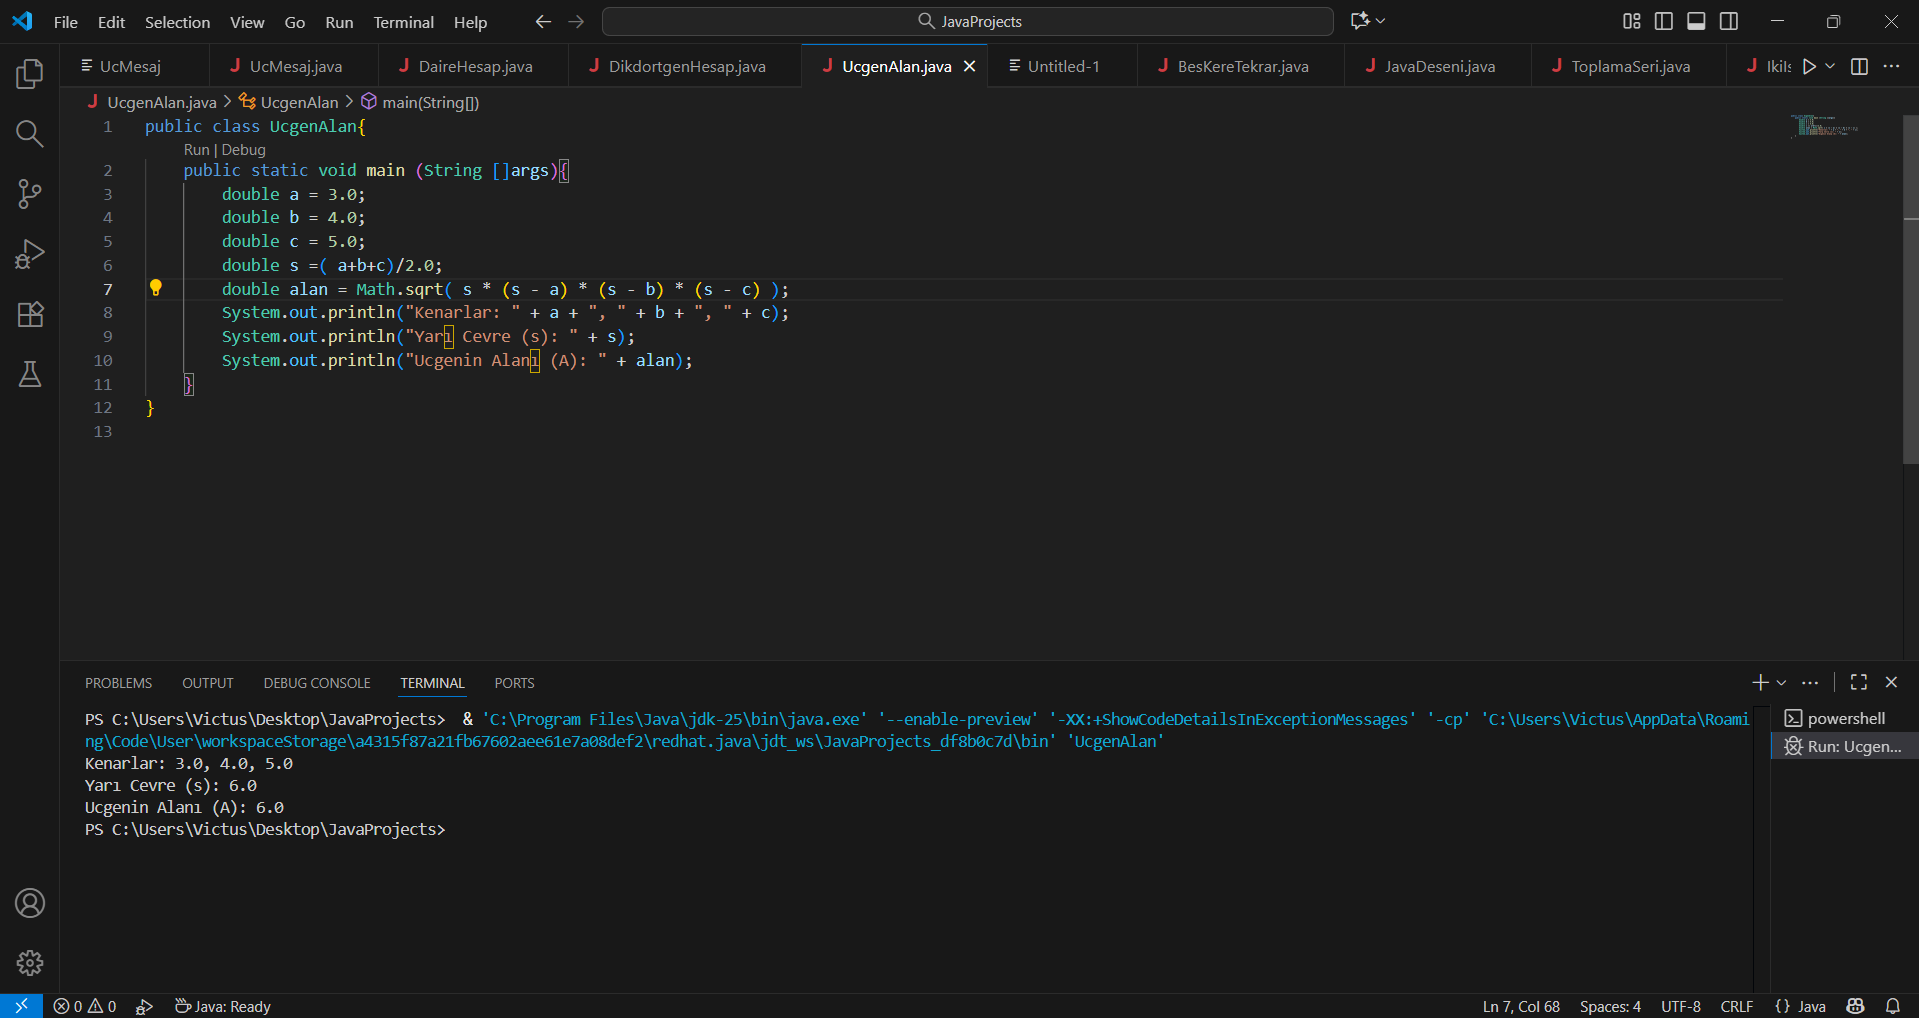 File Edit Selection View Go Run Terminal Help JavaProjects
UcMesaj UcMesaj.java DaireHesap.java DikdortgenHesap.java UcgenAlan.java Untitled-1 BesKereTekrar.java JavaDeseni.java ToplamaSeri.java Ikils
UcgenAlan.java > UcgenAlan > main(String[])
1 public class UcgenAlan{
Run | Debug
2 public static void main (String []args){
3 double a = 3.0;
4 double b = 4.0;
5 double c = 5.0;
6 double s =( a+b+c)/2.0;
7 double alan = Math.sqrt( s * (s - a) * (s - b) * (s - c) );
8 System.out.println("Kenarlar: " + a + ", " + b + ", " + c);
9 System.out.println("Yarı Cevre (s): " + s);
10 System.out.println("Ucgenin Alanı (A): " + alan);
11 }
12 }
13
PROBLEMS OUTPUT DEBUG CONSOLE TERMINAL PORTS
PS C:\Users\Victus\Desktop\JavaProjects> & 'C:\Program Files\Java\jdk-25\bin\java.exe' '--enable-preview' '-XX:+ShowCodeDetailsInExceptionMessages' '-cp' 'C:\Users\Victus\AppData\Roami
ng\Code\User\workspaceStorage\a4315f87a21fb67602aee61e7a08def2\redhat.java\jdt_ws\JavaProjects_df8b0c7d\bin' 'UcgenAlan'
Kenarlar: 3.0, 4.0, 5.0
Yarı Cevre (s): 6.0
Ucgenin Alanı (A): 6.0
PS C:\Users\Victus\Desktop\JavaProjects>
powershell
Run: Ucgen...
0 0 Java: Ready Ln 7, Col 68 Spaces: 4 UTF-8 CRLF {} Java